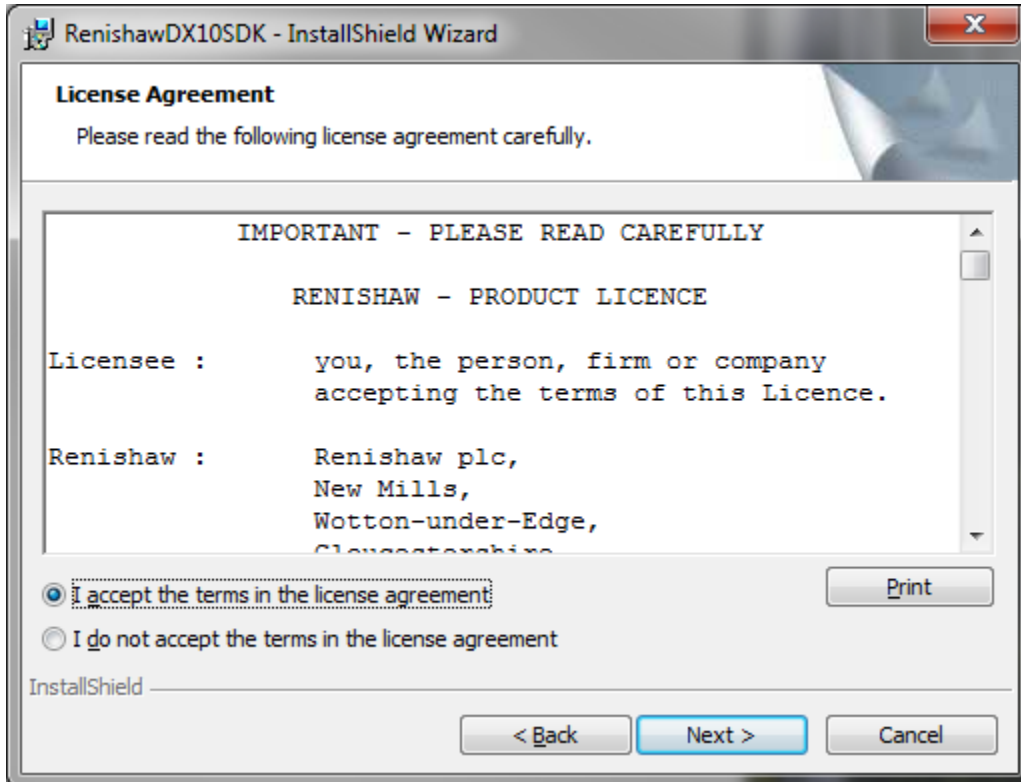 RenishawDX10SDK - InstallShield Wizard
License Agreement
Please read the following license agreement carefully.
IMPORTANT - PLEASE READ CAREFULLY
RENISHAW - PRODUCT LICENCE
Licensee : you, the person, firm or company
accepting the terms of this Licence.
Renishaw : Renishaw plc,
New Mills,
Wotton-under-Edge,
Gloucestershire
I accept the terms in the license agreement
Print
I do not accept the terms in the license agreement
InstallShield
< Back
Next >
Cancel